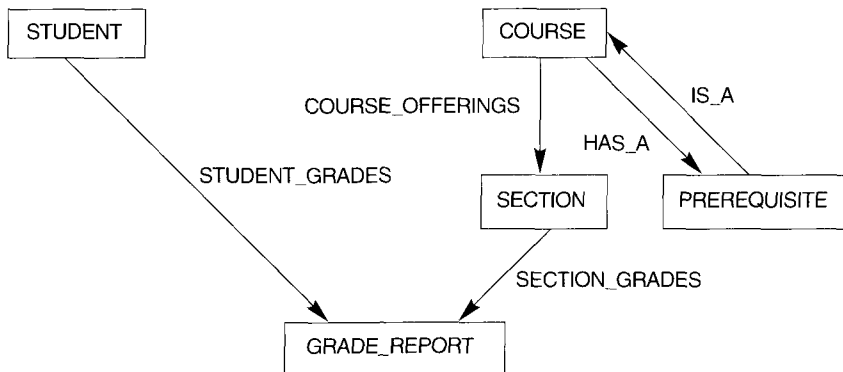 STUDENT
COURSE
COURSE_OFFERINGS
IS_A
HAS_A
STUDENT_GRADES
SECTION
PREREQUISITE
SECTION_GRADES
GRADE_REPORT